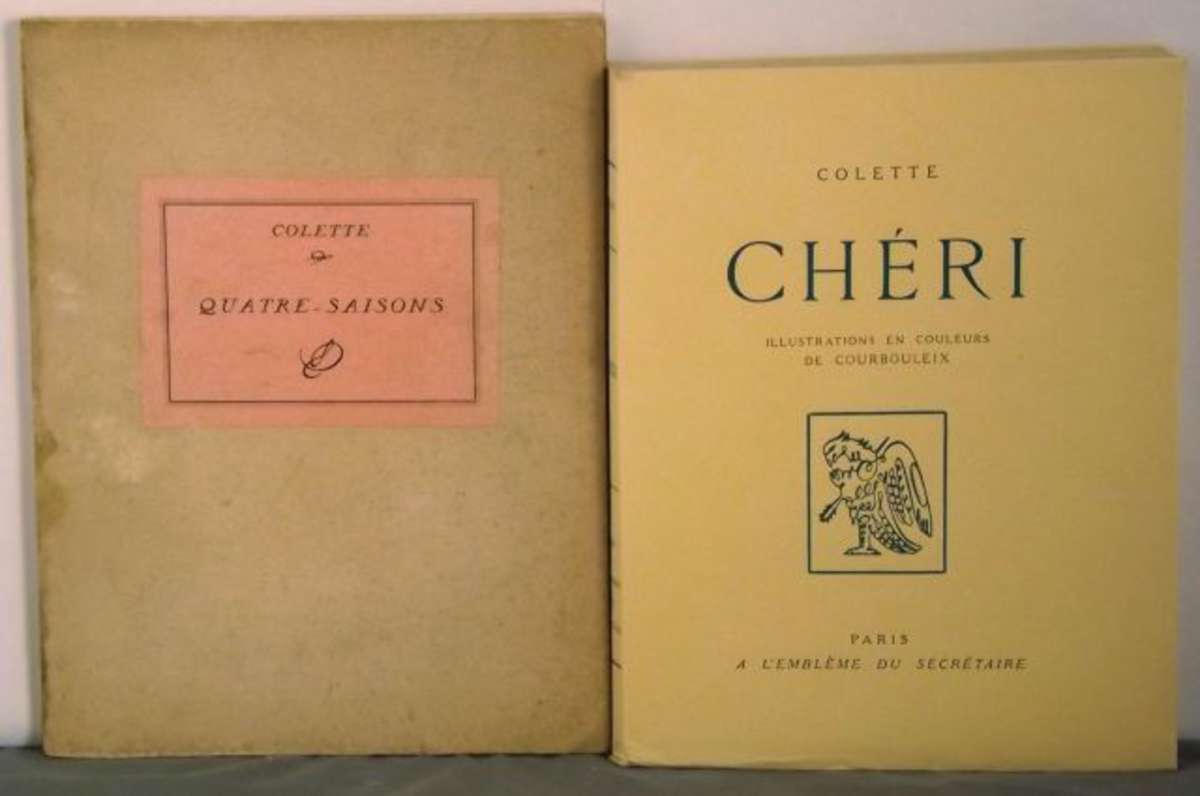 COLETTE
QUATRE-SAISONS
COLETTE
CHÉRI
ILLUSTRATIONS EN COULEURS
DE COURBOULEIX
PARIS
A L'EMBLÈME DU SECRÉTAIRE